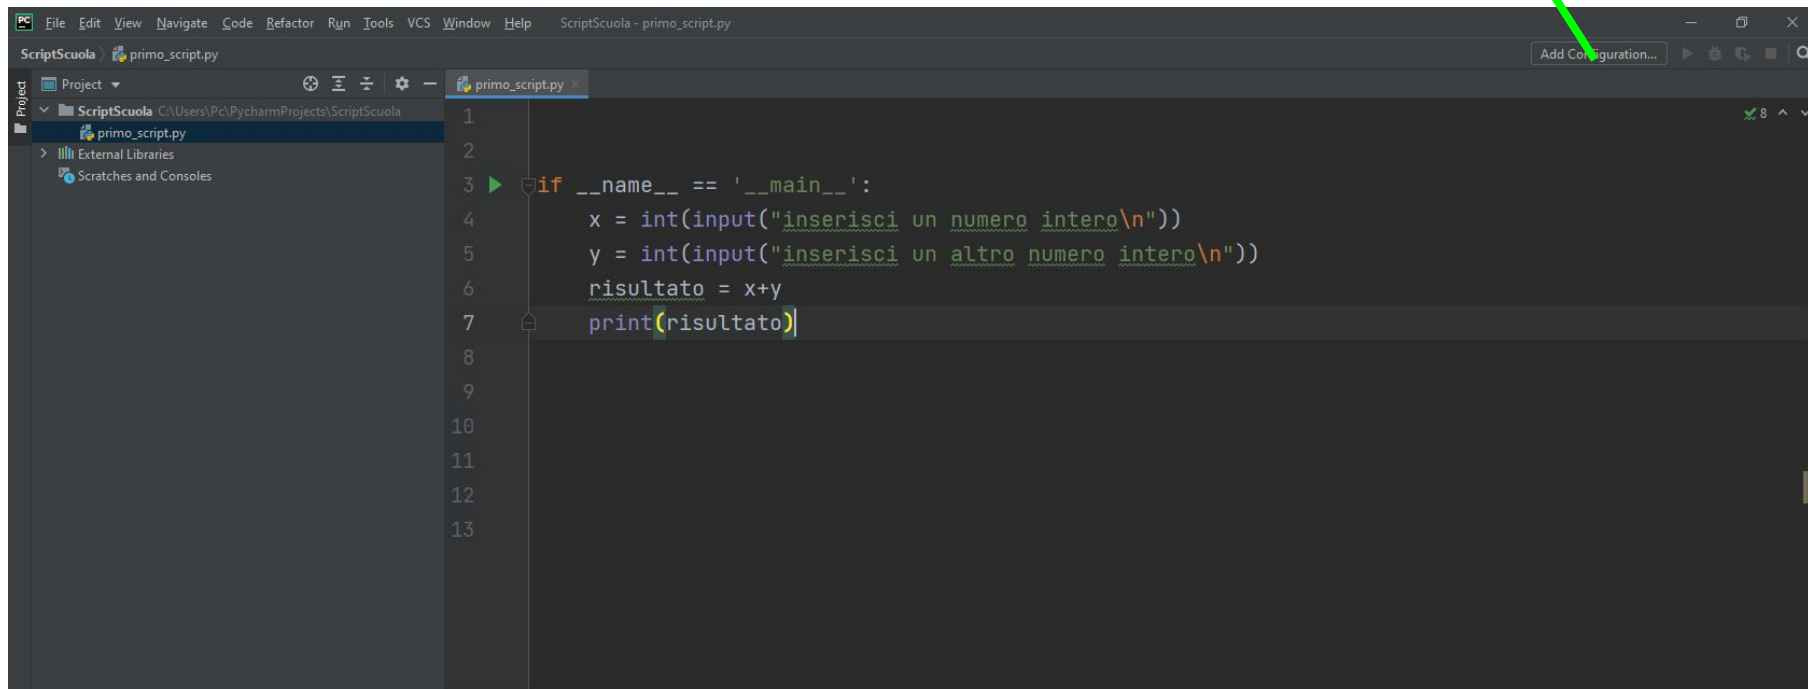 PC File Edit View Navigate Code Refactor Run Tools VCS Window Help ScriptScuola - primo_script.py
ScriptScuola primo_script.py Add Configuration...
Project
Project primo_script.py
ScriptScuola C:\Users\Pc\PycharmProjects\ScriptScuola
primo_script.py
External Libraries
Scratches and Consoles
8
1
2
3 if __name__ == '__main__':
4 x = int(input("inserisci un numero intero\n"))
5 y = int(input("inserisci un altro numero intero\n"))
6 risultato = x+y
7 print(risultato)
8
9
10
11
12
13